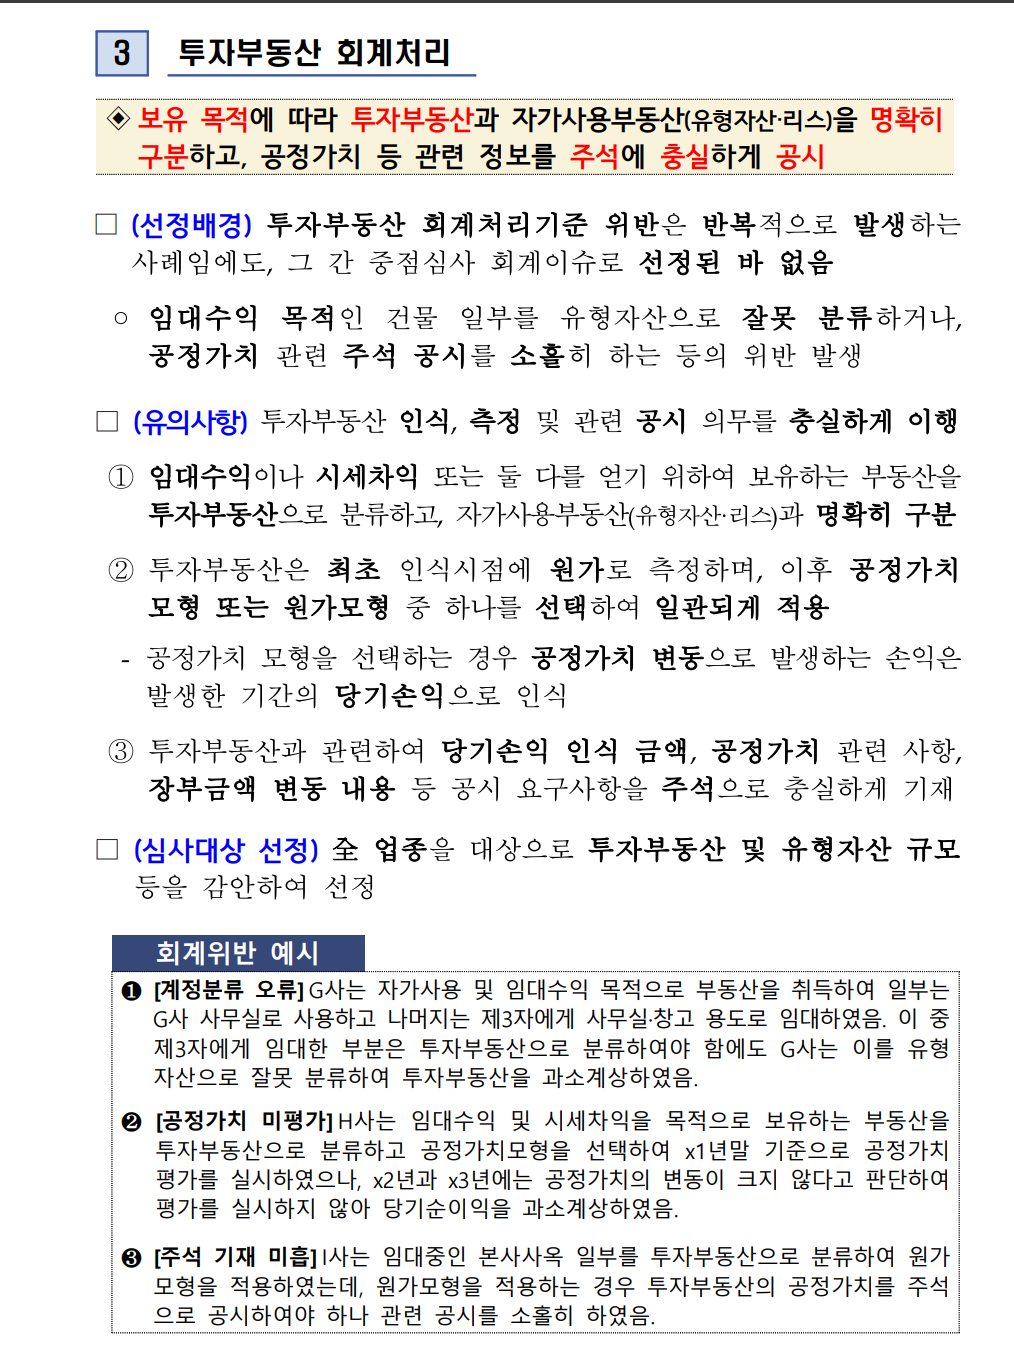 3 투자부동산 회계처리
◈ 보유 목적에 따라 투자부동산과 자가사용부동산(유형자산·리스)을 명확히
구분하고, 공정가치 등 관련 정보를 주석에 충실하게 공시
□ (선정배경) 투자부동산 회계처리기준 위반은 반복적으로 발생하는
사례임에도, 그 간 중점심사 회계이슈로 선정된 바 없음
○ 임대수익 목적인 건물 일부를 유형자산으로 잘못 분류하거나,
공정가치 관련 주석 공시를 소홀히 하는 등의 위반 발생
□ (유의사항) 투자부동산 인식, 측정 및 관련 공시 의무를 충실하게 이행
① 임대수익이나 시세차익 또는 둘 다를 얻기 위하여 보유하는 부동산을
투자부동산으로 분류하고, 자가사용부동산(유형자산·리스)과 명확히 구분
② 투자부동산은 최초 인식시점에 원가로 측정하며, 이후 공정가치
모형 또는 원가모형 중 하나를 선택하여 일관되게 적용
- 공정가치 모형을 선택하는 경우 공정가치 변동으로 발생하는 손익은
발생한 기간의 당기손익으로 인식
③ 투자부동산과 관련하여 당기손익 인식 금액, 공정가치 관련 사항,
장부금액 변동 내용 등 공시 요구사항을 주석으로 충실하게 기재
□ (심사대상 선정) 全 업종을 대상으로 투자부동산 및 유형자산 규모
등을 감안하여 선정
회계위반 예시
❶ [계정분류 오류] G사는 자가사용 및 임대수익 목적으로 부동산을 취득하여 일부는
G사 사무실로 사용하고 나머지는 제3자에게 사무실·창고 용도로 임대하였음. 이 중
제3자에게 임대한 부분은 투자부동산으로 분류하여야 함에도 G사는 이를 유형
자산으로 잘못 분류하여 투자부동산을 과소계상하였음.
❷ [공정가치 미평가] H사는 임대수익 및 시세차익을 목적으로 보유하는 부동산을
투자부동산으로 분류하고 공정가치모형을 선택하여 x1년말 기준으로 공정가치
평가를 실시하였으나, x2년과 x3년에는 공정가치의 변동이 크지 않다고 판단하여
평가를 실시하지 않아 당기순이익을 과소계상하였음.
❸ [주석 기재 미흡] I사는 임대중인 본사사옥 일부를 투자부동산으로 분류하여 원가
모형을 적용하였는데, 원가모형을 적용하는 경우 투자부동산의 공정가치를 주석
으로 공시하여야 하나 관련 공시를 소홀히 하였음.